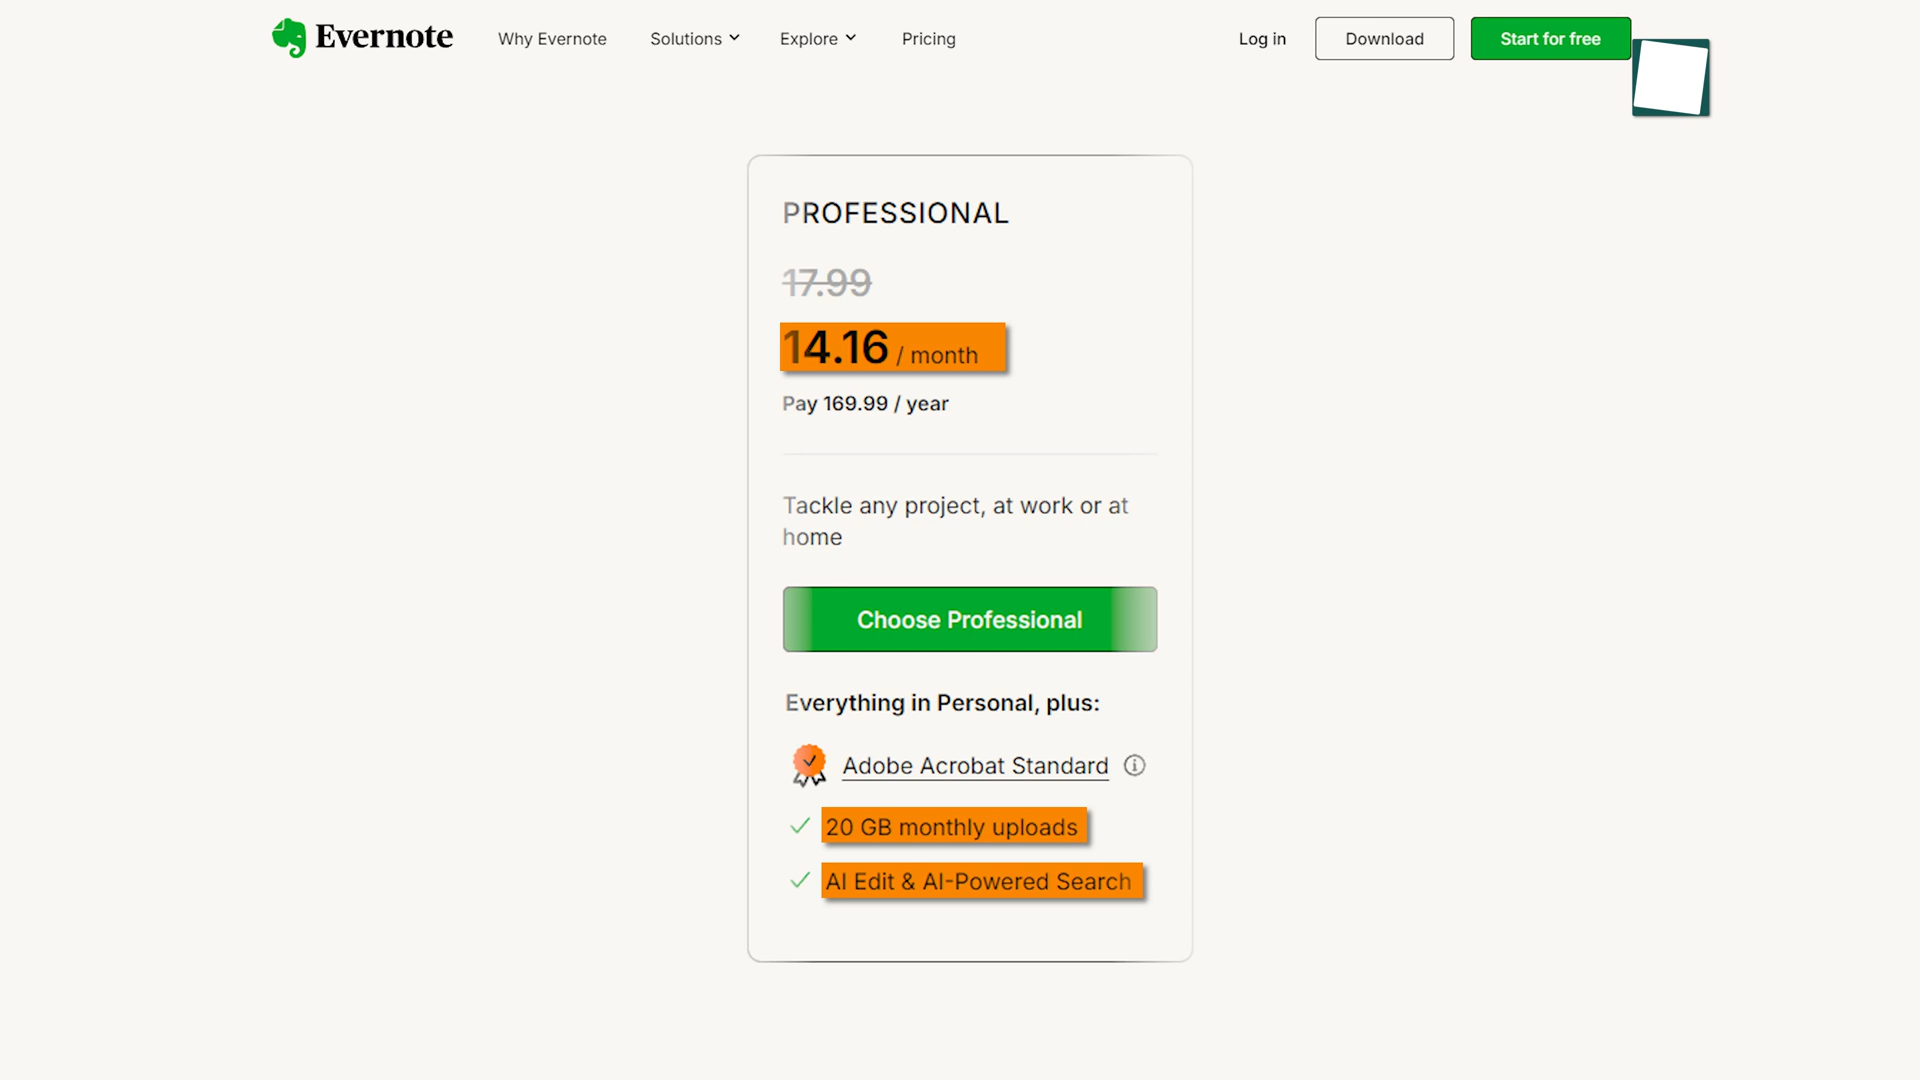 Evernote Why Evernote Solutions Explore Pricing Log in Download Start for free
PROFESSIONAL
17.99
14.16 / month
Pay 169.99 / year
Tackle any project, at work or at
home
Choose Professional
Everything in Personal, plus:
Adobe Acrobat Standard
20 GB monthly uploads
AI Edit & AI-Powered Search